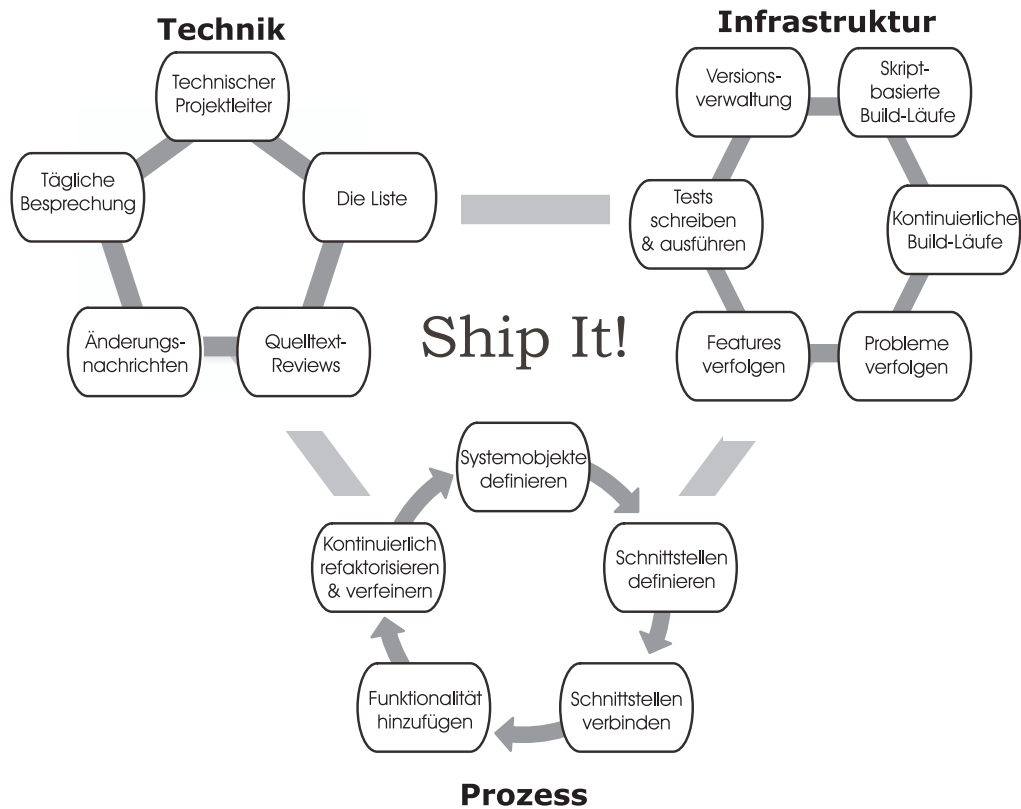 Technik
Technischer
Projektleiter
Tägliche
Besprechung
Die Liste
Änderungs-
nachrichten
Quelltext-
Reviews
Infrastruktur
Versions-
verwaltung
Skript-
basierte
Build-Läufe
Tests
schreiben
& ausführen
Kontinuierliche
Build-Läufe
Features
verfolgen
Probleme
verfolgen
Ship It!
Systemobjekte
definieren
Kontinuierlich
refaktorisieren
& verfeinern
Schnittstellen
definieren
Funktionalität
hinzufügen
Schnittstellen
verbinden
Prozess